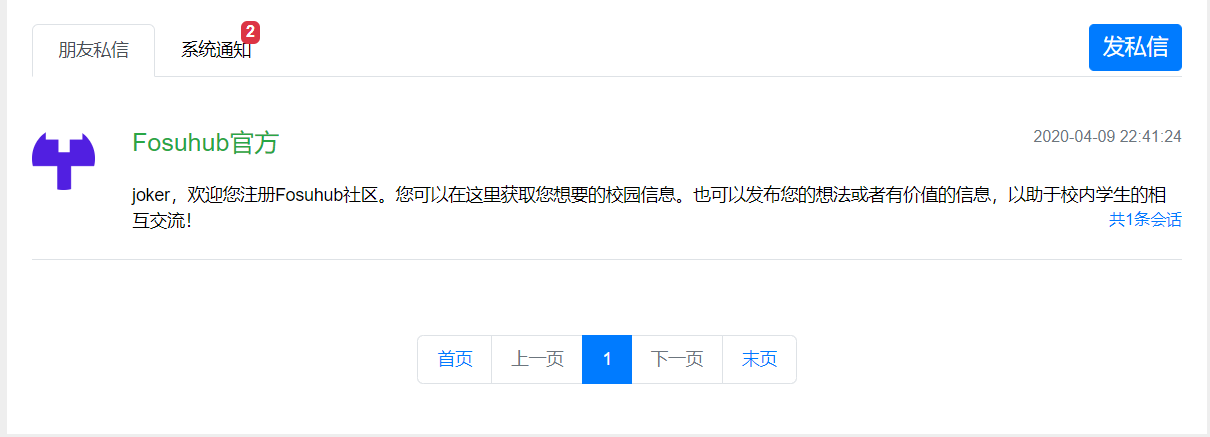 朋友私信
系统通知
2
发私信
Fosuhub官方
2020-04-09 22:41:24
joker，欢迎您注册Fosuhub社区。您可以在这里获取您想要的校园信息。也可以发布您的想法或者有价值的信息，以助于校内学生的相
互交流！
共1条会话
首页
上一页
1
下一页
末页